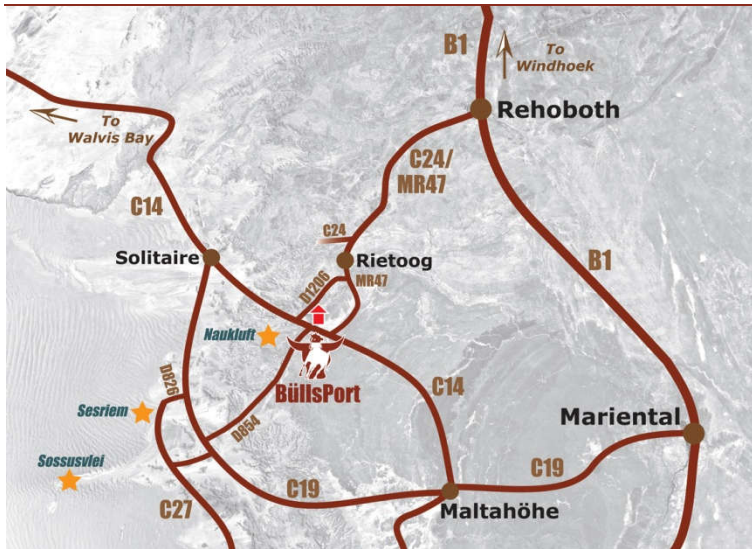 B1
To
Windhoek
Rehoboth
To
Walvis Bay
C24/
MR47
C14
C24
Solitaire
Rietoog
B1
D1206
MR47
Naukluft
BüllsPort
D826
C14
Sesriem
Mariental
D854
Sossusvlei
C19
C19
C27
Maltahöhe